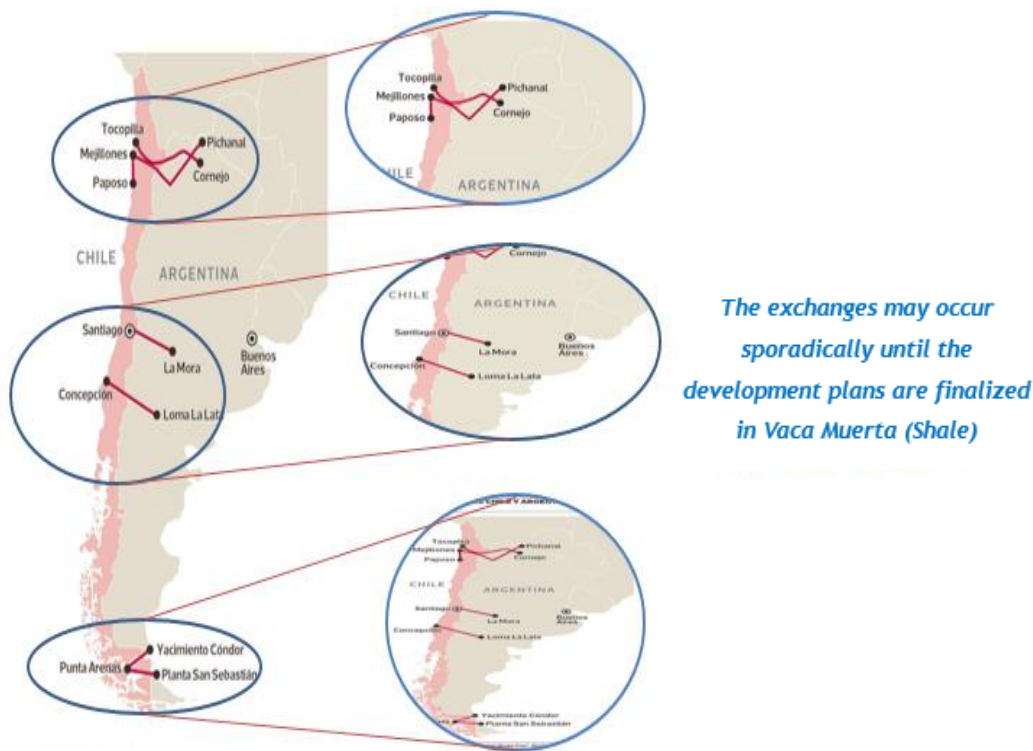 Tocopilla
Mejillones
Pichanal
Cornejo
Paposo
CHILE
ARGENTINA
Santiago
La Mora
Buenos
Aires
Concepción
Loma La Lata
Yacimiento Cóndor
Punta Arenas
Planta San Sebastián
Tocopilla
Mejillones
Pichanal
Cornejo
Paposo
ARGENTINA
Cornejo
CHILE
ARGENTINA
Santiago
La Mora
Buenos
Aires
Concepción
Loma La Lata
The exchanges may occur
sporadically until the
development plans are finalized
in Vaca Muerta (Shale)
CHILE Y
Tocopilla
Mejillones
Pichanal
Cornejo
Paposo
CHILE
ARGENTINA
Santiago
La Mora
Buenos
Aires
Concepción
Loma La Lata
Yacimiento Cóndor
Planta San Sebastián